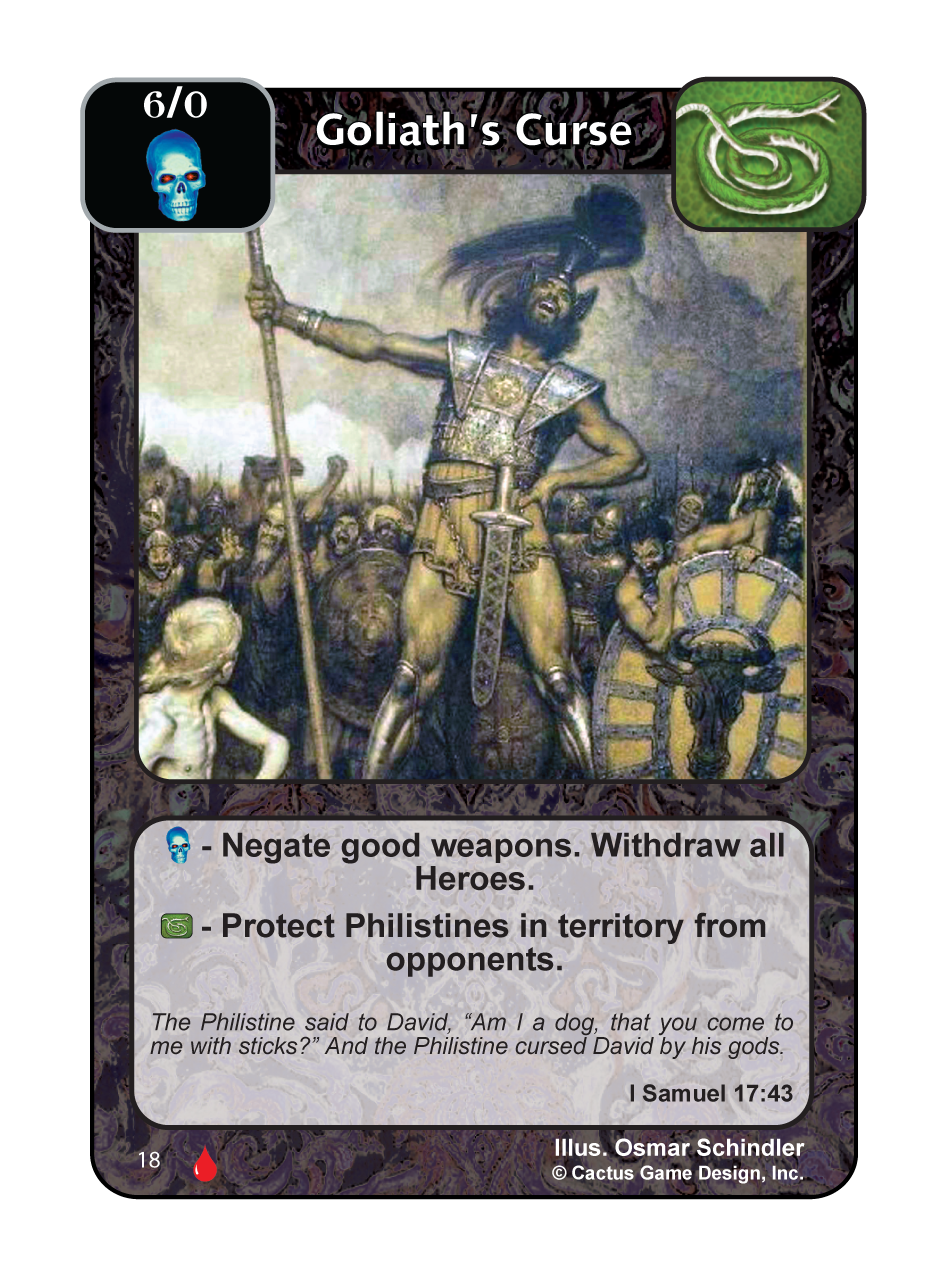 6/0
Goliath's Curse
- Negate good weapons. Withdraw all
Heroes.
- Protect Philistines in territory from
opponents.
The Philistine said to David, “Am I a dog, that you come to
me with sticks?” And the Philistine cursed David by his gods.
I Samuel 17:43
Illus. Osmar Schindler
18
© Cactus Game Design, Inc.